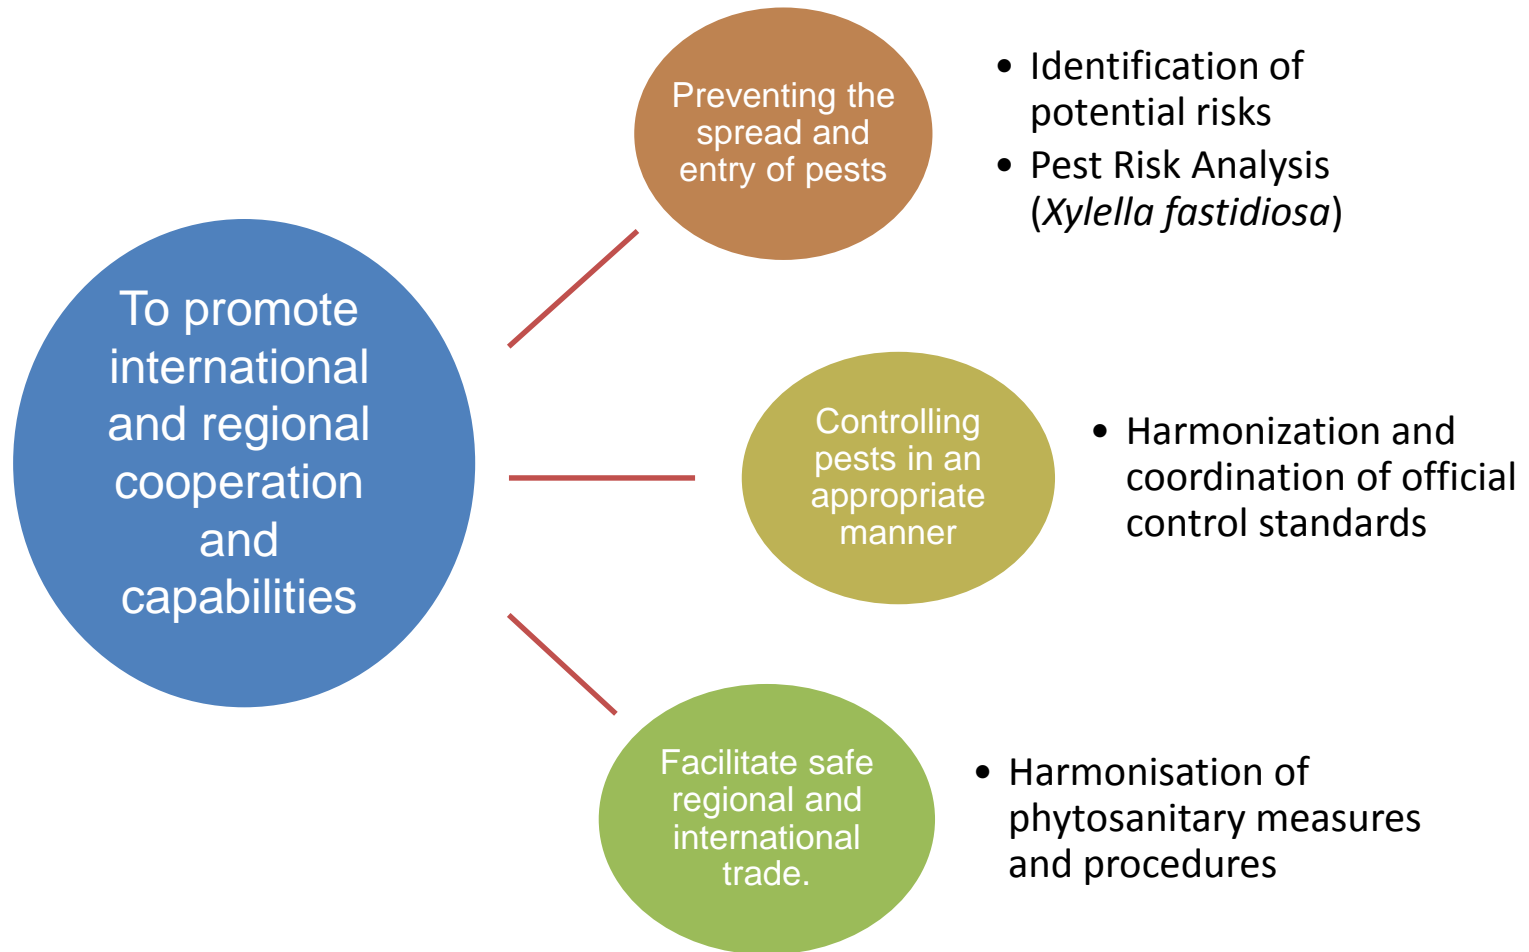 To promote
international
and regional
cooperation
and
capabilities
Preventing the
spread and
entry of pests
• Identification of
potential risks
• Pest Risk Analysis
(Xylella fastidiosa)
Controlling
pests in an
appropriate
manner
• Harmonization and
coordination of official
control standards
Facilitate safe
regional and
international
trade.
• Harmonisation of
phytosanitary measures
and procedures